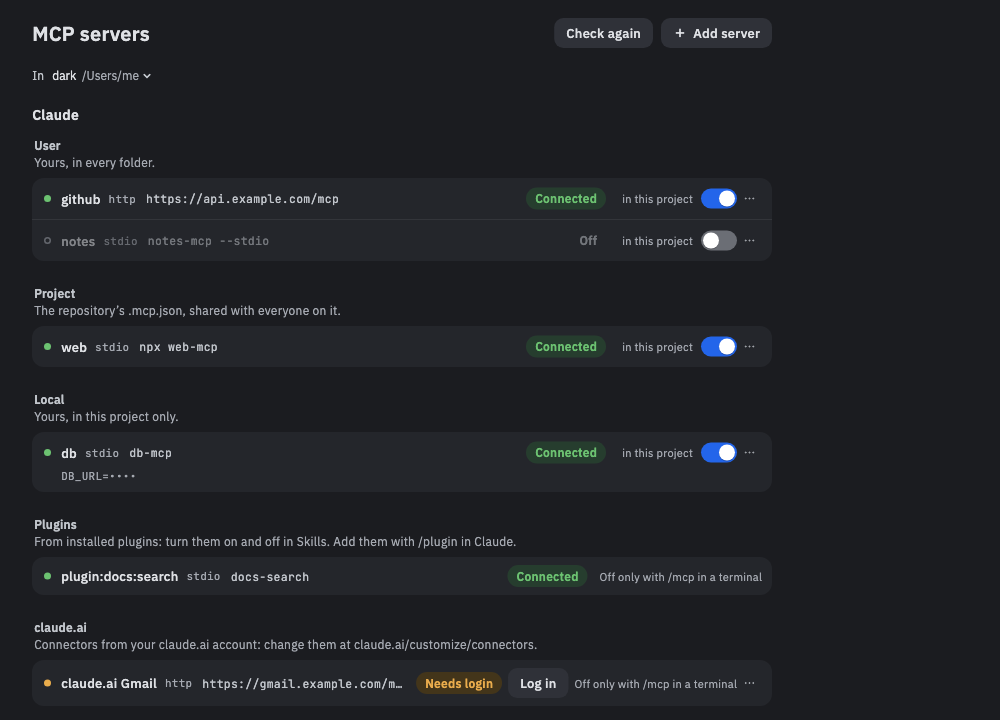 MCP servers
Check again
+ Add server
In dark /Users/me
Claude
User
Yours, in every folder.
github http https://api.example.com/mcp Connected in this project ···
notes stdio notes-mcp --stdio Off in this project ···
Project
The repository’s .mcp.json, shared with everyone on it.
web stdio npx web-mcp Connected in this project ···
Local
Yours, in this project only.
db stdio db-mcp Connected in this project ···
DB_URL=••••
Plugins
From installed plugins: turn them on and off in Skills. Add them with /plugin in Claude.
plugin:docs:search stdio docs-search Connected Off only with /mcp in a terminal
claude.ai
Connectors from your claude.ai account: change them at claude.ai/customize/connectors.
claude.ai Gmail http https://gmail.example.com/m… Needs login Log in Off only with /mcp in a terminal ···